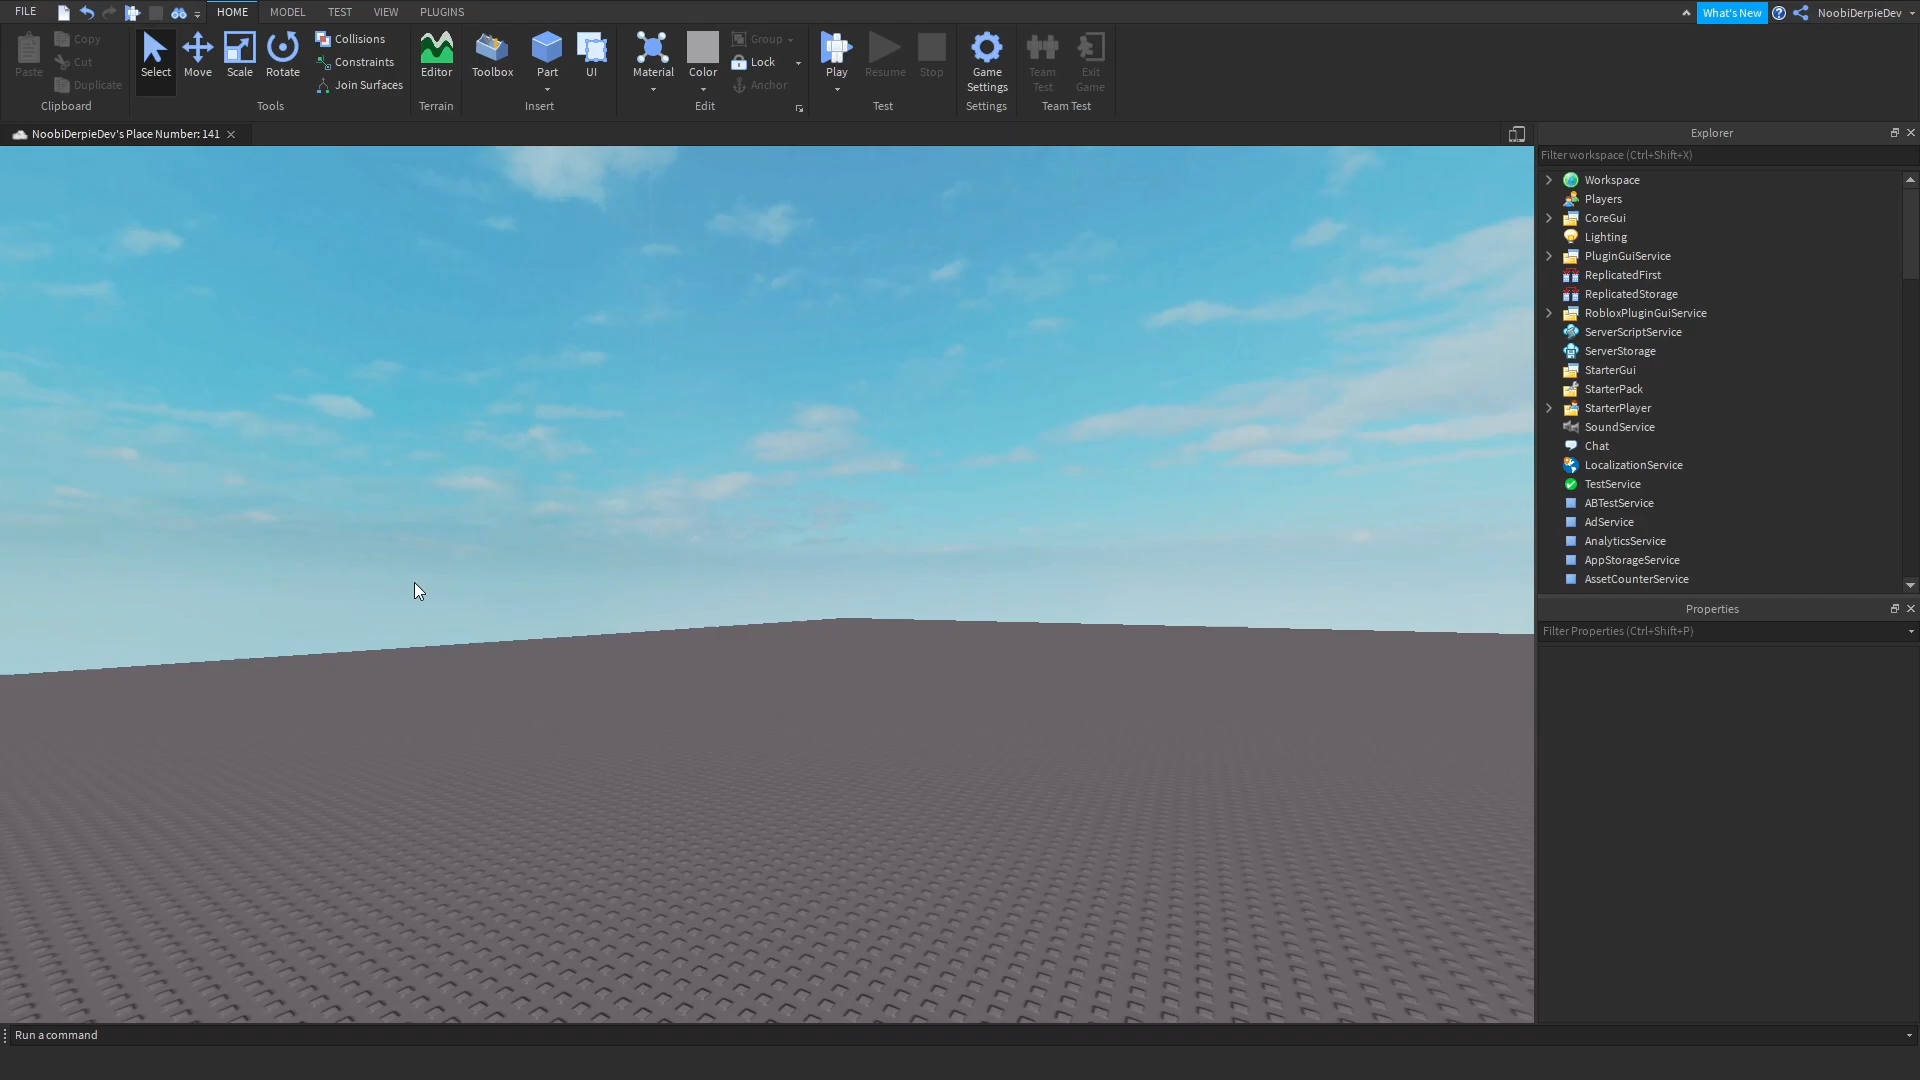 FILE
HOME
MODEL
TEST
VIEW
PLUGINS
What's New
NoobiDerpieDev
Paste
Copy
Cut
Duplicate
Clipboard
Select
Move
Scale
Rotate
Collisions
Constraints
Join Surfaces
Tools
Editor
Terrain
Toolbox
Part
UI
Insert
Material
Color
Group
Lock
Anchor
Edit
Play
Resume
Stop
Test
Game
Settings
Settings
Team
Test
Exit
Game
Team Test
NoobiDerpieDev's Place Number: 141
Explorer
Filter workspace (Ctrl+Shift+X)
Workspace
Players
CoreGui
Lighting
PluginGuiService
ReplicatedFirst
ReplicatedStorage
RobloxPluginGuiService
ServerScriptService
ServerStorage
StarterGui
StarterPack
StarterPlayer
SoundService
Chat
LocalizationService
TestService
ABTestService
AdService
AnalyticsService
AppStorageService
AssetCounterService
Properties
Filter Properties (Ctrl+Shift+P)
Run a command